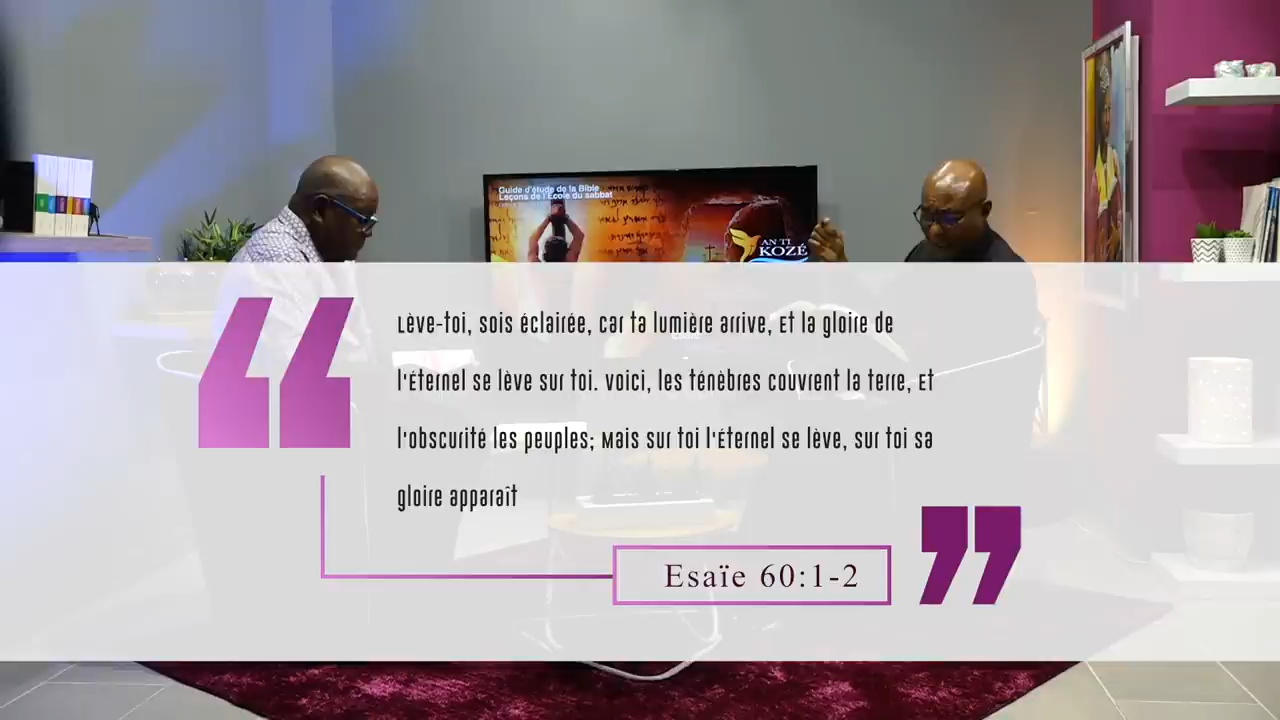 Guide d'étude de la Bible
Leçons de l'École du sabbat
AN TI
KOZÉ
Lève-toi, sois éclairée, car ta lumière arrive, Et la gloire de
l'Éternel se lève sur toi. Voici, les ténèbres couvrent la terre, Et
l'obscurité les peuples; Mais sur toi l'Éternel se lève, sur toi sa
gloire apparaît
Esaïe 60:1-2